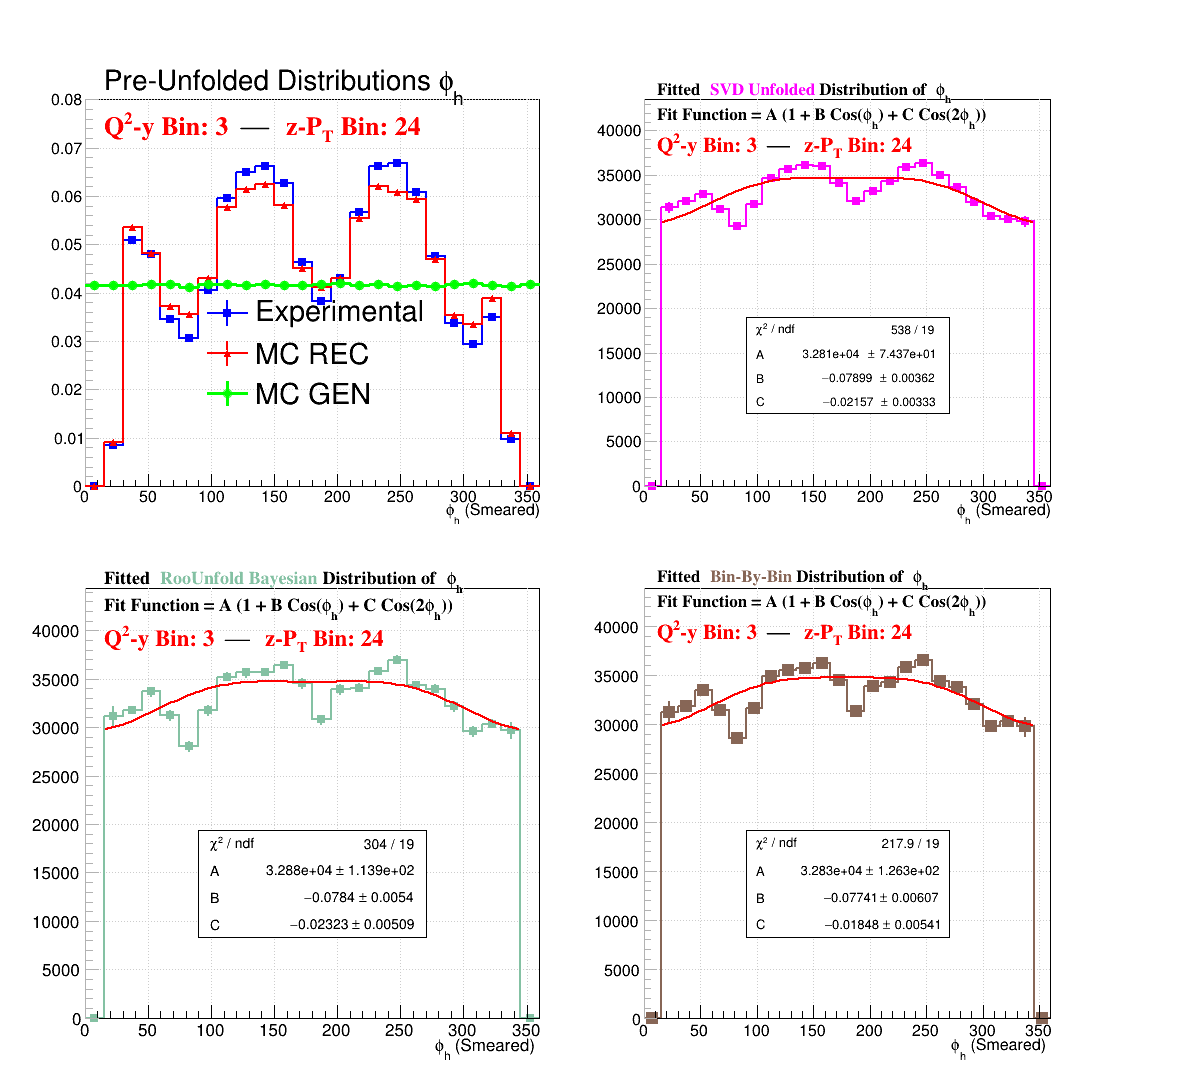 Pre-Unfolded Distributions ϕh
Q²-y Bin: 3 — z-PT Bin: 24
0.08
0.07
0.06
0.05
0.04
0.03
0.02
0.01
0
Experimental
MC REC
MC GEN
0 50 100 150 200 250 300 350
ϕh (Smeared)
Fitted SVD Unfolded Distribution of ϕh
Fit Function = A (1 + B Cos(ϕh) + C Cos(2ϕh))
Q²-y Bin: 3 — z-PT Bin: 24
40000
35000
30000
25000
20000
15000
10000
5000
0
χ² / ndf 538 / 19
A 3.281e+04 ± 7.437e+01
B −0.07899 ± 0.00362
C −0.02157 ± 0.00333
0 50 100 150 200 250 300 350
ϕh (Smeared)
Fitted RooUnfold Bayesian Distribution of ϕh
Fit Function = A (1 + B Cos(ϕh) + C Cos(2ϕh))
Q²-y Bin: 3 — z-PT Bin: 24
40000
35000
30000
25000
20000
15000
10000
5000
0
χ² / ndf 304 / 19
A 3.288e+04 ± 1.139e+02
B −0.0784 ± 0.0054
C −0.02323 ± 0.00509
0 50 100 150 200 250 300 350
ϕh (Smeared)
Fitted Bin-By-Bin Distribution of ϕh
Fit Function = A (1 + B Cos(ϕh) + C Cos(2ϕh))
Q²-y Bin: 3 — z-PT Bin: 24
40000
35000
30000
25000
20000
15000
10000
5000
0
χ² / ndf 217.9 / 19
A 3.283e+04 ± 1.263e+02
B −0.07741 ± 0.00607
C −0.01848 ± 0.00541
0 50 100 150 200 250 300 350
ϕh (Smeared)